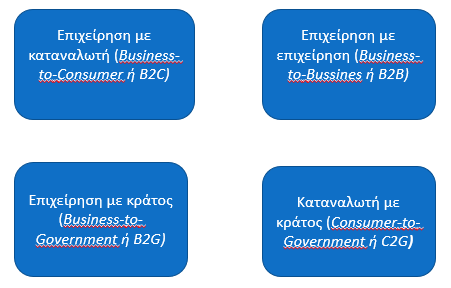 Επιχείρηση με
καταναλωτή (Business-
to-Consumer ή B2C)
Επιχείρηση με
επιχείρηση (Business-
to-Bussines ή B2B)
Επιχείρηση με κράτος
(Business-to-
Government ή B2G)
Καταναλωτή με
κράτος (Consumer-to-
Government ή C2G)